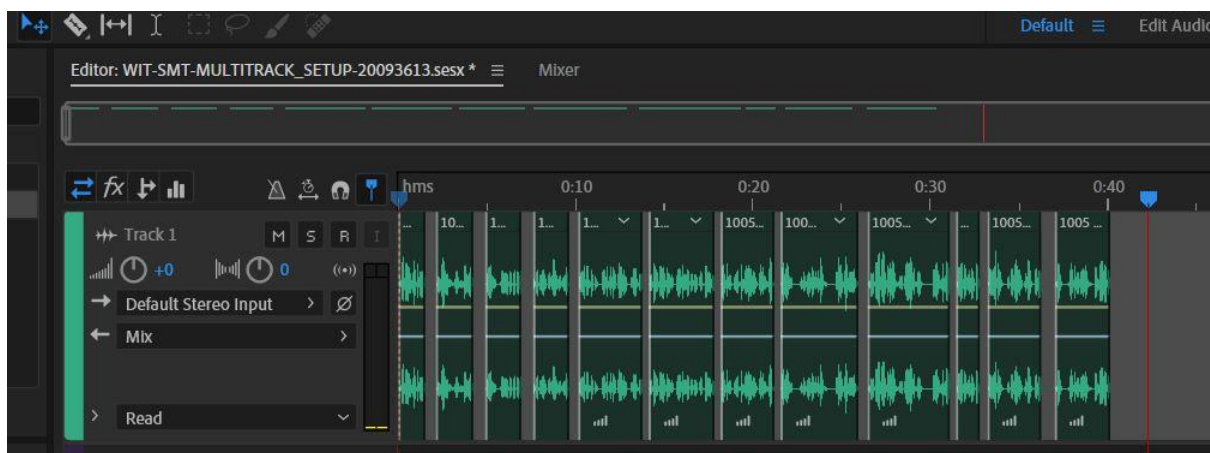 Default Edit Audio
Editor: WIT-SMT-MULTITRACK_SETUP-20093613.sesx * Mixer
fx hms 0:10 0:20 0:30 0:40
Track 1 M S R I ... 10... 1... 1... 1... 1... 1005... 100... 1005... ... 1005... 1005 ...
+0 0
Default Stereo Input
Mix
Read